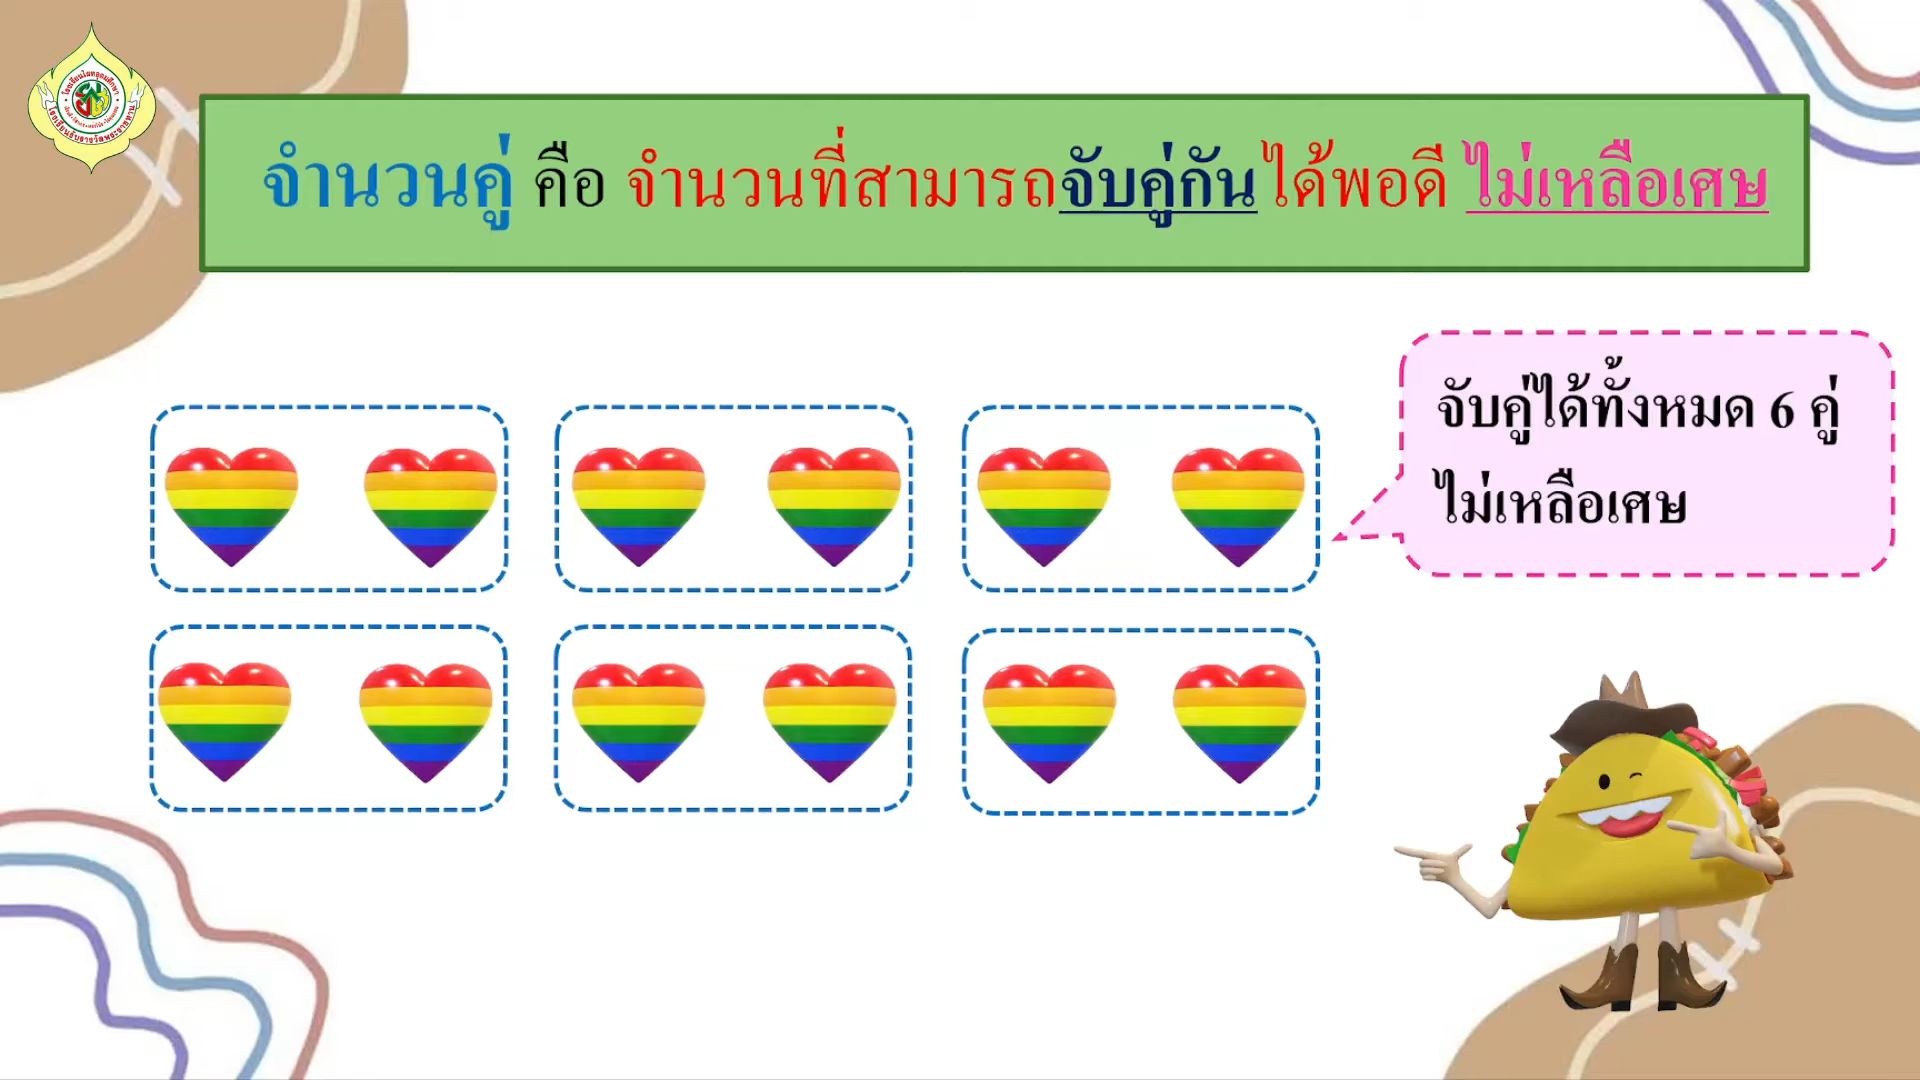 จำนวนคู่ คือ จำนวนที่สามารถจับคู่กันได้พอดี ไม่เหลือเศษ
จับคู่ได้ทั้งหมด 6 คู่
ไม่เหลือเศษ